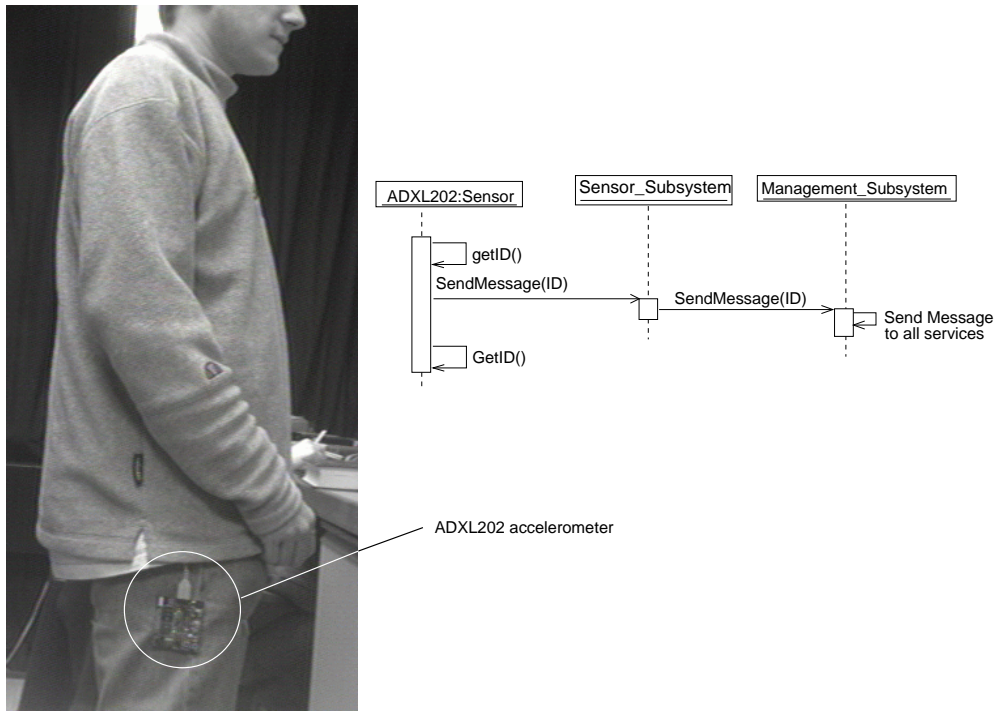 ADXL202:Sensor
Sensor_Subsystem
Management_Subsystem
getID()
SendMessage(ID)
SendMessage(ID)
Send Message
to all services
GetID()
ADXL202 accelerometer